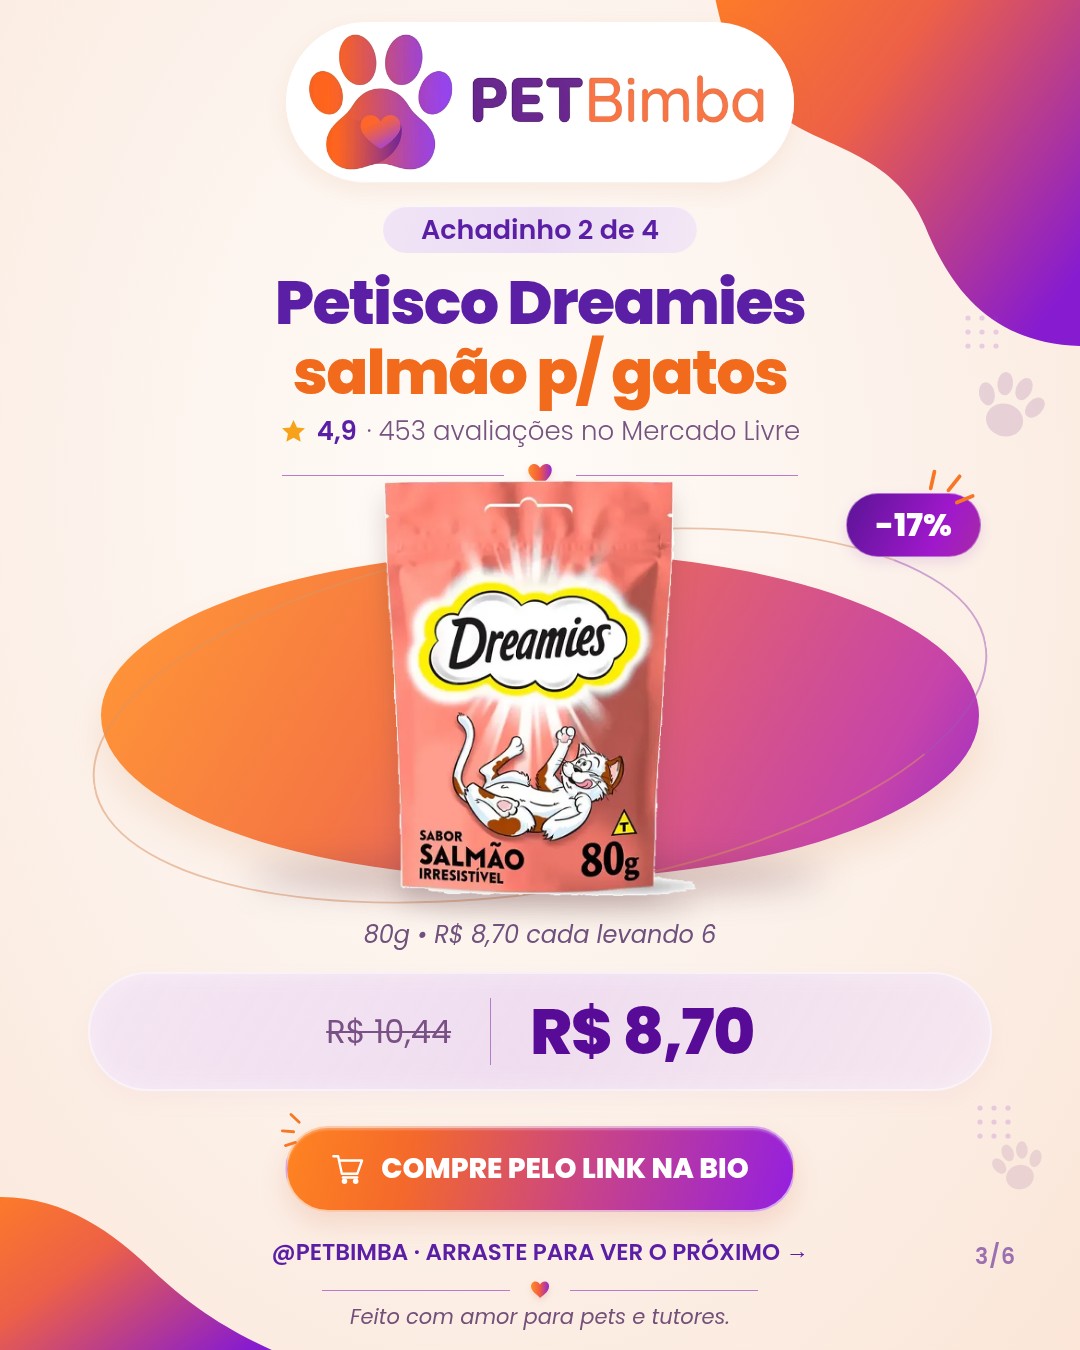 PETBimba
Achadinho 2 de 4
Petisco Dreamies
salmão p/ gatos
4,9 · 453 avaliações no Mercado Livre
-17%
Dreamies
SABOR
SALMÃO
IRRESISTÍVEL
T
80g
80g • R$ 8,70 cada levando 6
R$ 10,44
R$ 8,70
COMPRE PELO LINK NA BIO
@PETBIMBA · ARRASTE PARA VER O PRÓXIMO →
3/6
Feito com amor para pets e tutores.